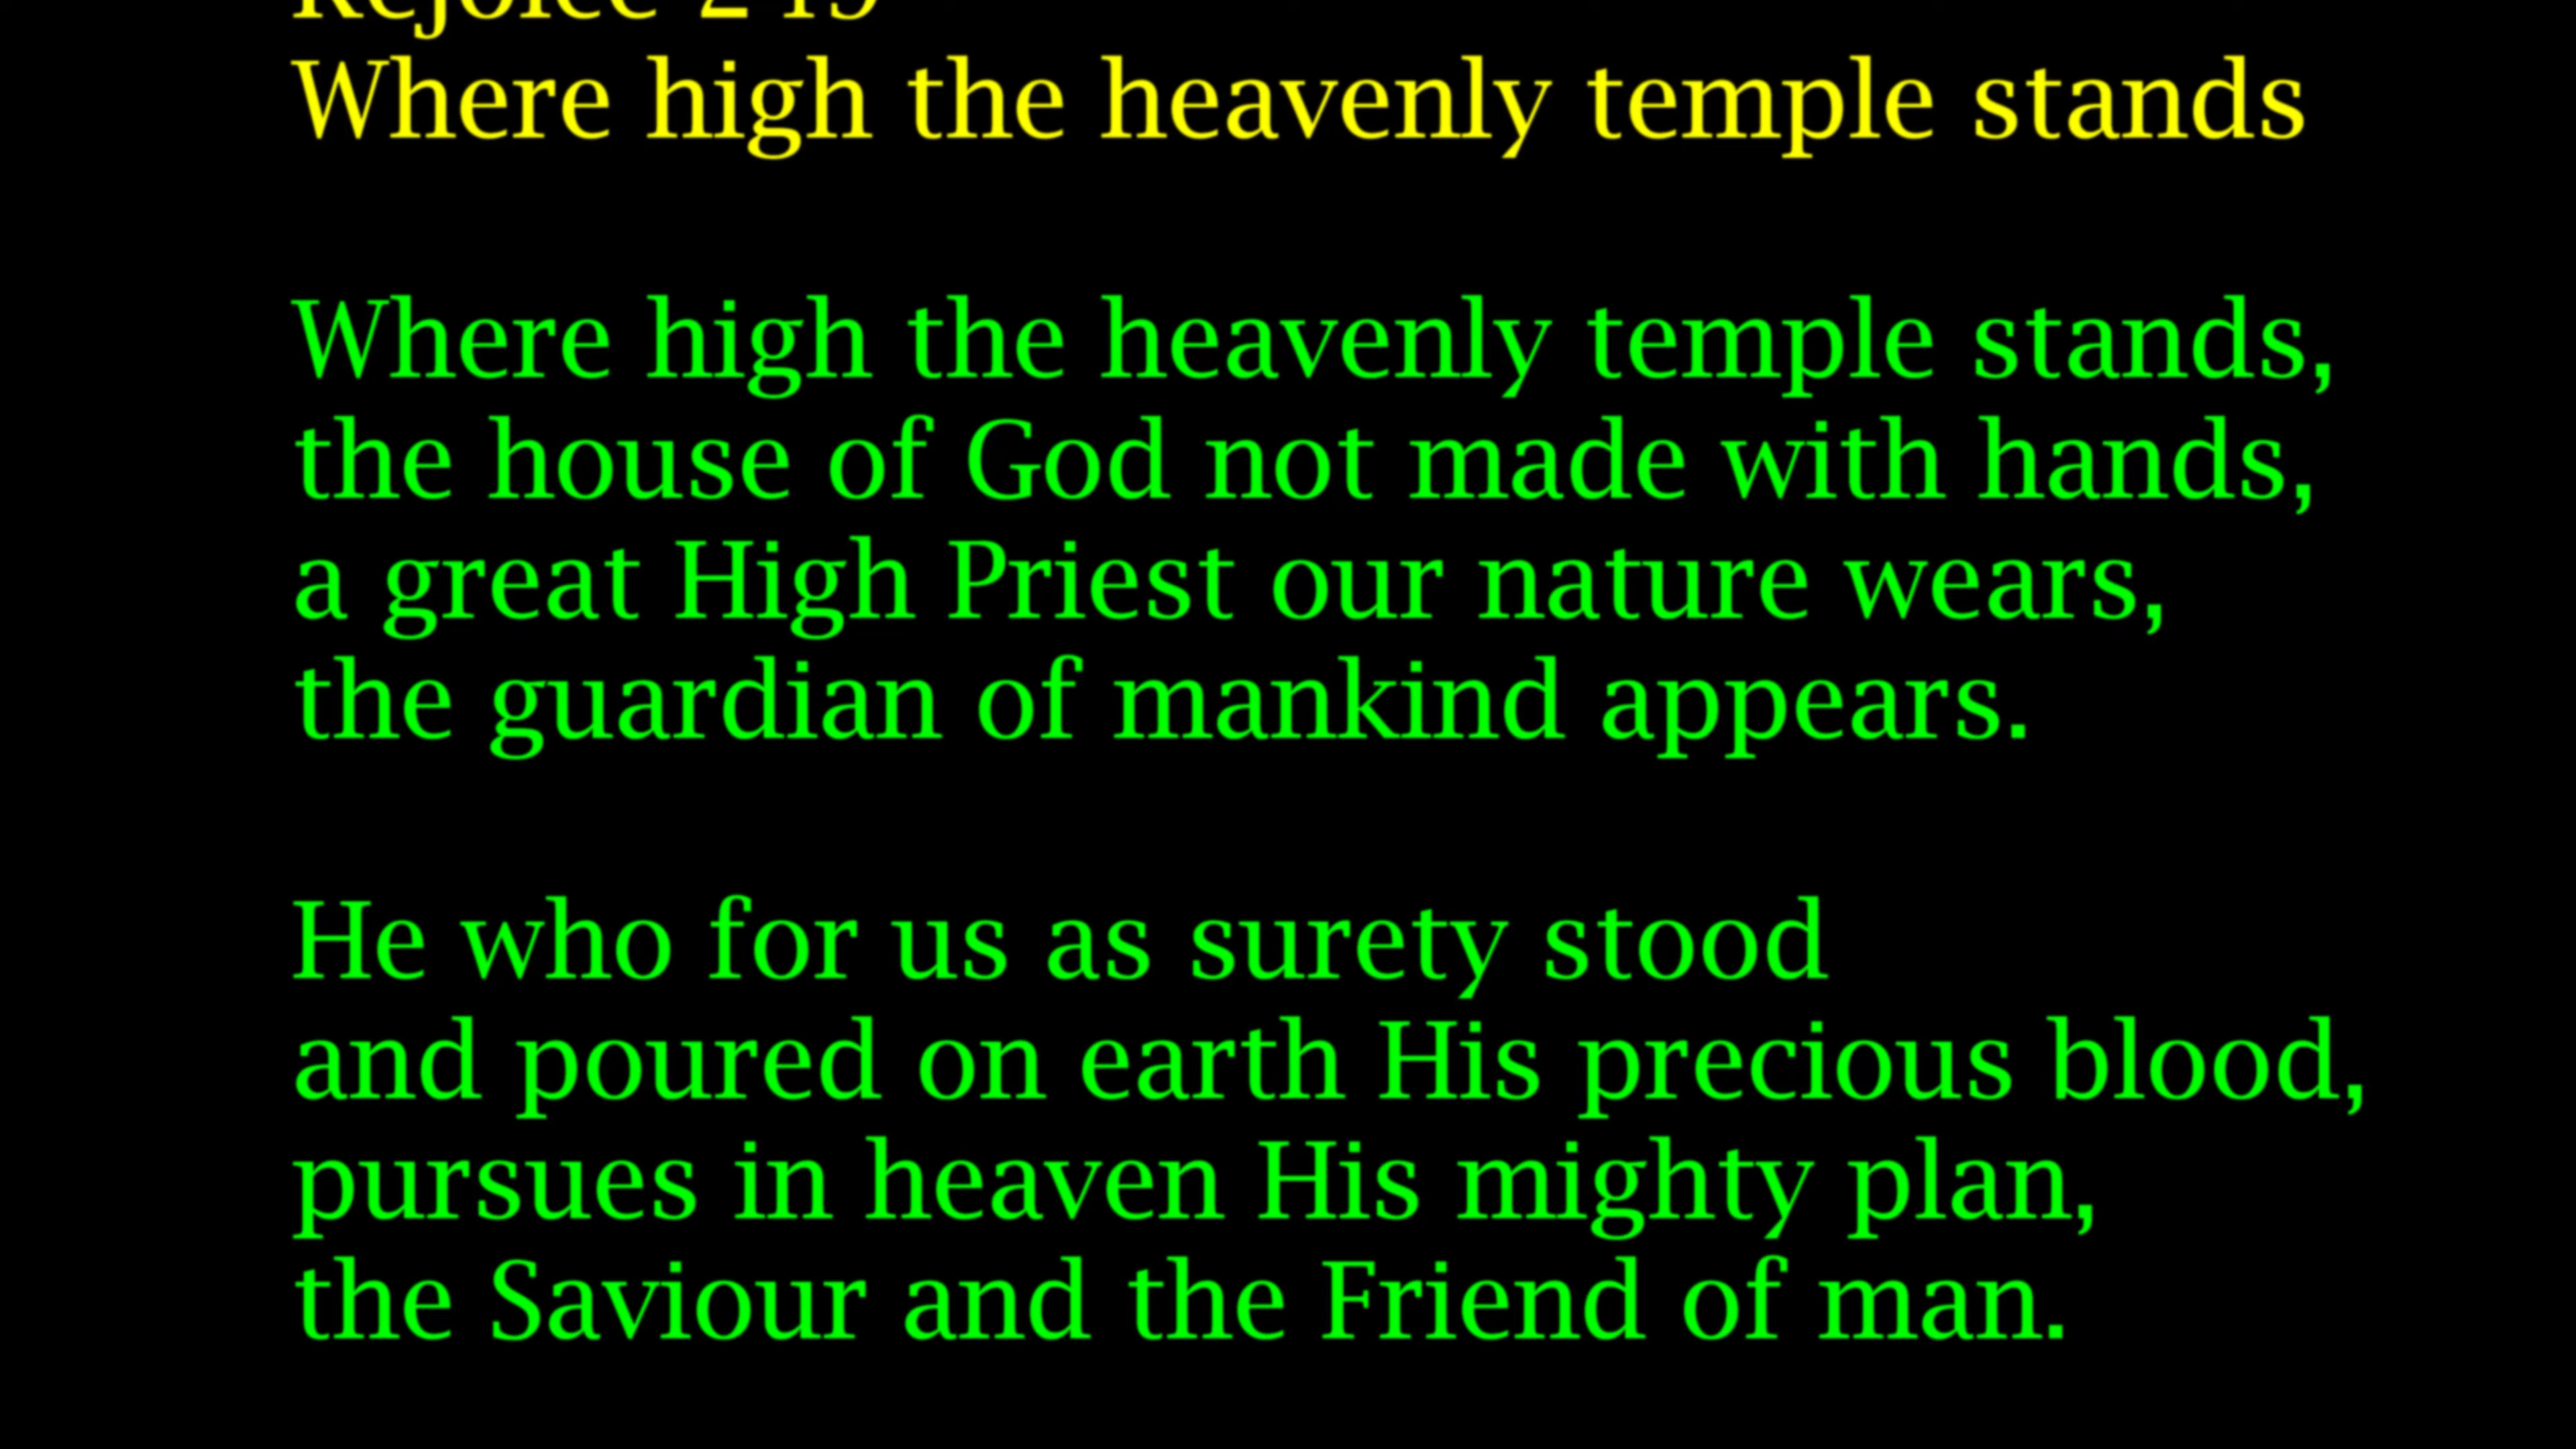 Rejoice
Where high the heavenly temple stands
Where high the heavenly temple stands,
the house of God not made with hands,
a great High Priest our nature wears,
the guardian of mankind appears.
He who for us as surety stood
and poured on earth His precious blood,
pursues in heaven His mighty plan,
the Saviour and the Friend of man.